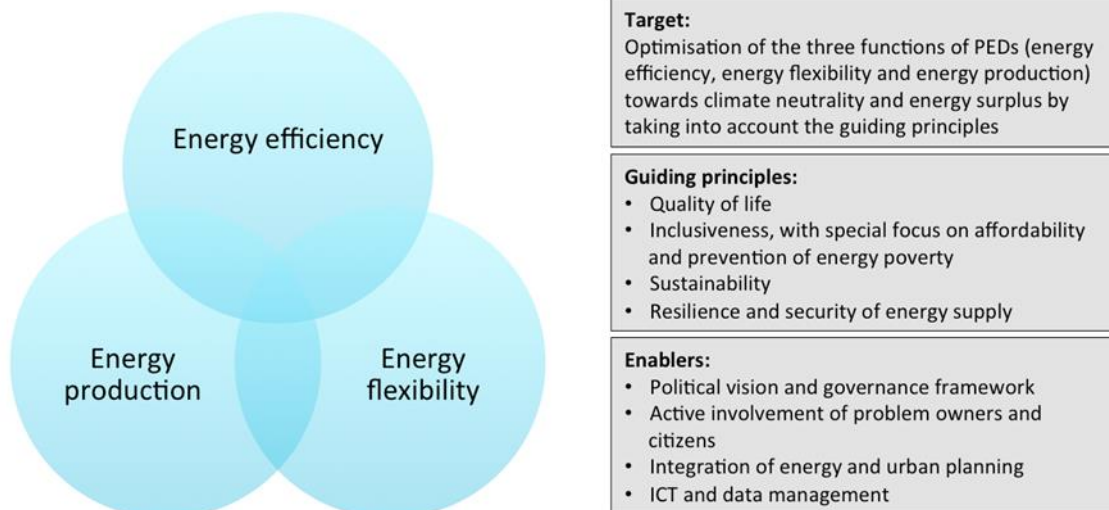 Energy efficiency
Energy
production
Energy
flexibility
Target:
Optimisation of the three functions of PEDs (energy
efficiency, energy flexibility and energy production)
towards climate neutrality and energy surplus by
taking into account the guiding principles
Guiding principles:
• Quality of life
• Inclusiveness, with special focus on affordability
and prevention of energy poverty
• Sustainability
• Resilience and security of energy supply
Enablers:
• Political vision and governance framework
• Active involvement of problem owners and
citizens
• Integration of energy and urban planning
• ICT and data management